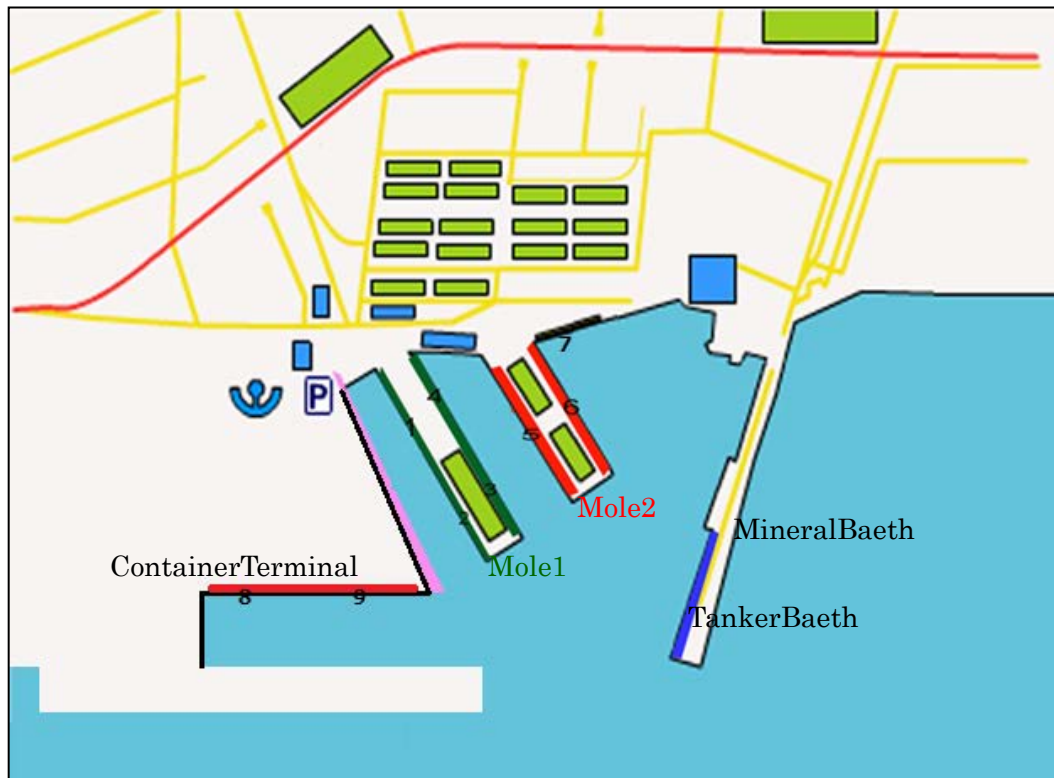 P
7
4
6
1
5
3
2
Mole2
MineralBaeth
ContainerTerminal
Mole1
8
9
TankerBaeth